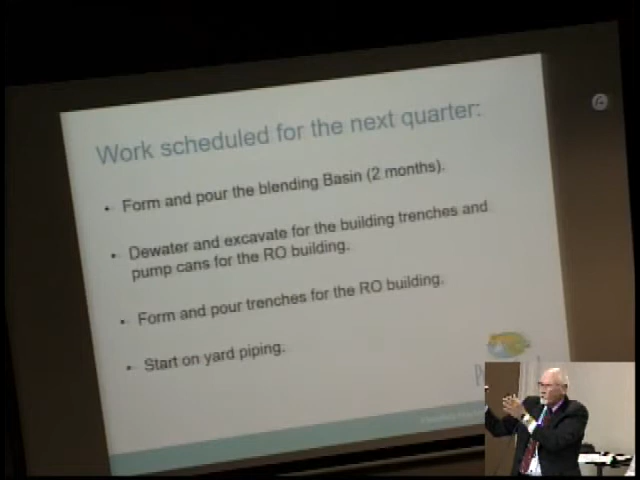 Work scheduled for the next quarter:
• Form and pour the blending Basin (2 months).
• Dewater and excavate for the building trenches and
pump cans for the RO building.
• Form and pour trenches for the RO building.
• Start on yard piping.